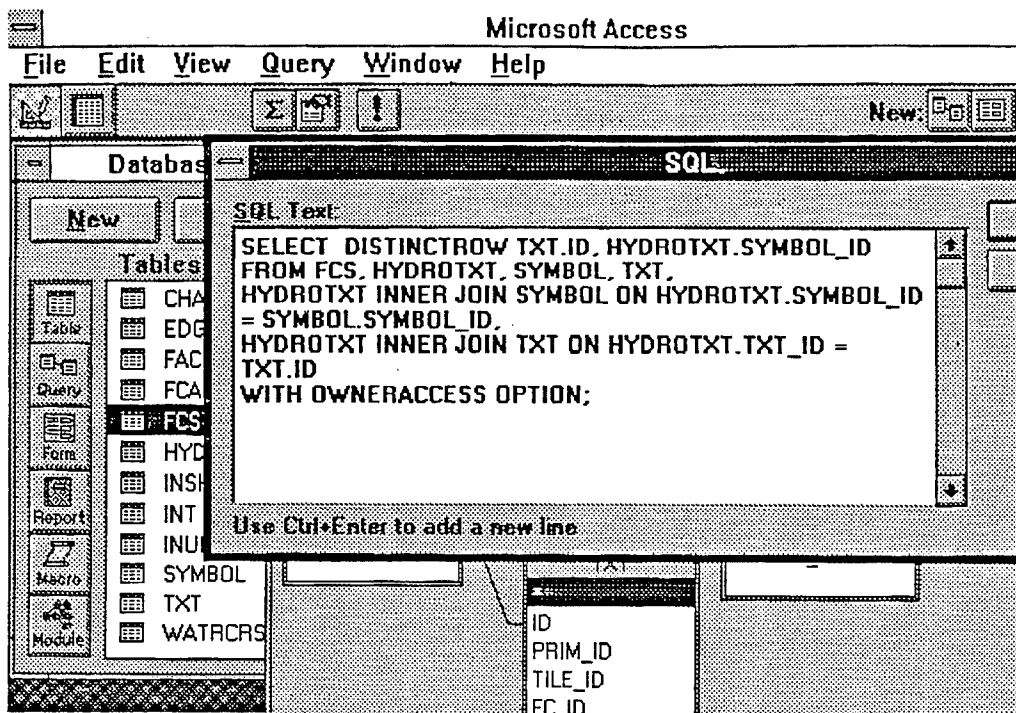 Microsoft Access
File Edit View Query Window Help
New:
Databas
SQL
New
SQL Text:
SELECT DISTINCTROW TXT.ID, HYDROTXT.SYMBOL_ID
FROM FCS, HYDROTXT, SYMBOL, TXT,
HYDROTXT INNER JOIN SYMBOL ON HYDROTXT.SYMBOL_ID
= SYMBOL.SYMBOL_ID,
HYDROTXT INNER JOIN TXT ON HYDROTXT.TXT_ID =
TXT.ID
WITH OWNERACCESS OPTION;
Use Ctrl+Enter to add a new line
Tables
Table
Query
Form
Report
Macro
Module
CHA
EDG
FAC
FCA
FCS
HYD
INSH
INT
INU
SYMBOL
TXT
WATRCRS
*
ID
PRIM_ID
TILE_ID
FC_ID